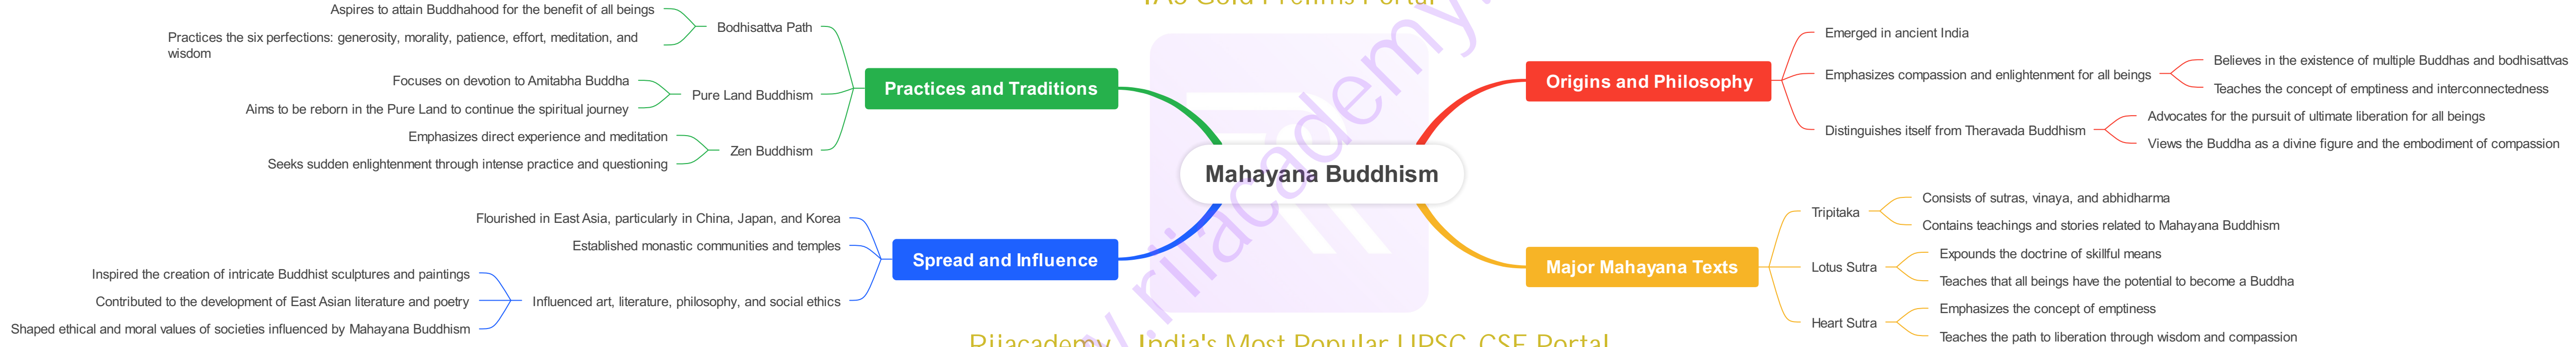 IAS Gold Prelims Portal
Mahayana Buddhism
Practices and Traditions
Bodhisattva Path
Aspires to attain Buddhahood for the benefit of all beings
Practices the six perfections: generosity, morality, patience, effort, meditation, and
wisdom
Pure Land Buddhism
Focuses on devotion to Amitabha Buddha
Aims to be reborn in the Pure Land to continue the spiritual journey
Zen Buddhism
Emphasizes direct experience and meditation
Seeks sudden enlightenment through intense practice and questioning
Spread and Influence
Flourished in East Asia, particularly in China, Japan, and Korea
Established monastic communities and temples
Influenced art, literature, philosophy, and social ethics
Inspired the creation of intricate Buddhist sculptures and paintings
Contributed to the development of East Asian literature and poetry
Shaped ethical and moral values of societies influenced by Mahayana Buddhism
Origins and Philosophy
Emerged in ancient India
Emphasizes compassion and enlightenment for all beings
Believes in the existence of multiple Buddhas and bodhisattvas
Teaches the concept of emptiness and interconnectedness
Distinguishes itself from Theravada Buddhism
Advocates for the pursuit of ultimate liberation for all beings
Views the Buddha as a divine figure and the embodiment of compassion
Major Mahayana Texts
Tripitaka
Consists of sutras, vinaya, and abhidharma
Contains teachings and stories related to Mahayana Buddhism
Lotus Sutra
Expounds the doctrine of skillful means
Teaches that all beings have the potential to become a Buddha
Heart Sutra
Emphasizes the concept of emptiness
Teaches the path to liberation through wisdom and compassion
Rijacademy - India's Most Popular UPSC CSE Portal